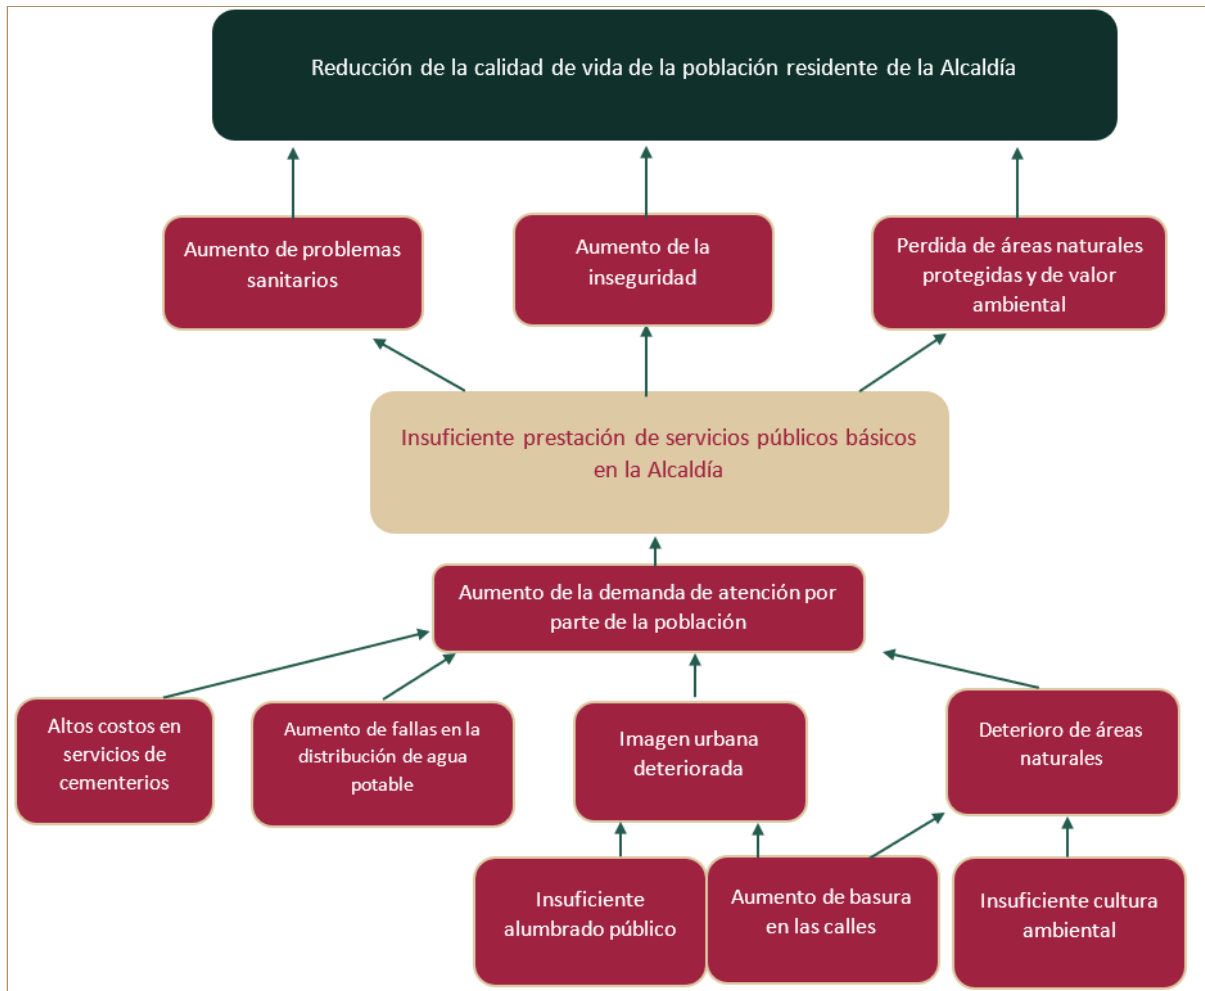 Reducción de la calidad de vida de la población residente de la Alcaldía
Aumento de problemas
sanitarios
Aumento de la
inseguridad
Perdida de áreas naturales
protegidas y de valor
ambiental
Insuficiente prestación de servicios públicos básicos
en la Alcaldía
Aumento de la demanda de atención por
parte de la población
Altos costos en
servicios de
cementerios
Aumento de fallas en la
distribución de agua
potable
Imagen urbana
deteriorada
Deterioro de áreas
naturales
Insuficiente
alumbrado público
Aumento de basura
en las calles
Insuficiente cultura
ambiental